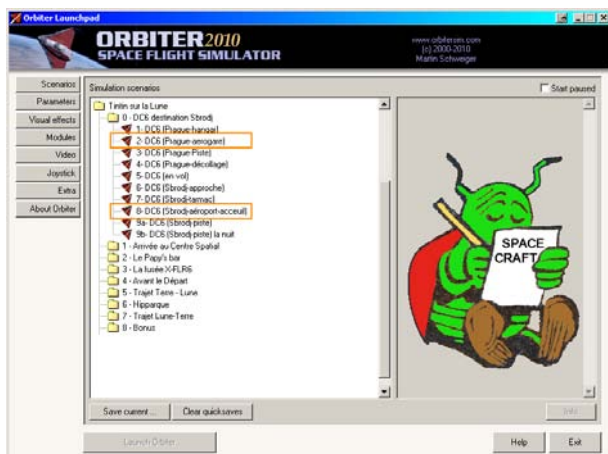 Orbiter Launchpad
ORBITER2010
SPACE FLIGHT SIMULATOR
www.orbitersim.com
(c) 2000-2010
Martin Schweiger
Scenarios
Parameters
Visual effects
Modules
Video
Joystick
Extra
About Orbiter
Simulation scenarios
Start paused
Tintin sur la Lune
0 - DC6 destination Sbrodj
1- DC6 (Prague-hangar)
2- DC6 (Prague-aerogare)
3- DC6 (Prague-Piste)
4- DC6 (Prague-décollage)
5- DC6 (en vol)
6- DC6 (Sbrodj-approche)
7- DC6 (Sbrodj-tarmac)
8- DC6 (Sbrodj-aéroport-acceuil)
9a- DC6 (Sbrodj-piste)
9b- DC6 (Sbrodj-piste) la nuit
1 - Arrivée au Centre Spatial
2 - Le Papy's bar
3 - La fusée X-FLR6
4 - Avant le Départ
5 - Trajet Terre - Lune
6 - Hipparque
7 - Trajet Lune-Terre
8 - Bonus
SPACE
CRAFT
Save current ...
Clear quicksaves
Info
Launch Orbiter
Help
Exit